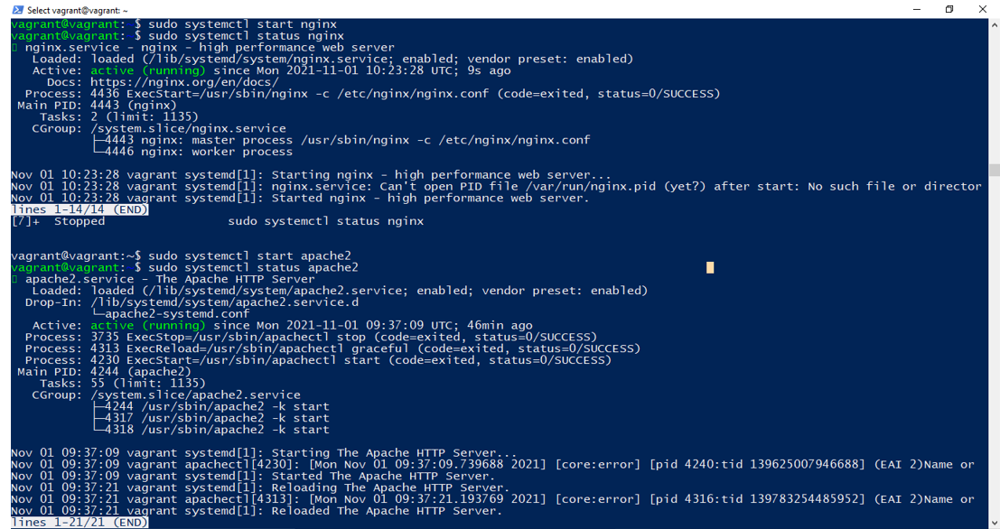 Select vagrant@vagrant: ~
vagrant@vagrant: $ sudo systemctl start nginx
vagrant@vagrant: $ sudo systemctl status nginx
nginx.service - nginx - high performance web server
Loaded: loaded (/lib/systemd/system/nginx.service; enabled; vendor preset: enabled)
Active: active (running) since Mon 2021-11-01 10:23:28 UTC; 9s ago
Docs: https://nginx.org/en/docs/
Process: 4436 ExecStart=/usr/sbin/nginx -c /etc/nginx/nginx.conf (code=exited, status=0/SUCCESS)
Main PID: 4443 (nginx)
Tasks: 2 (limit: 1135)
CGroup: /system.slice/nginx.service
├─4443 nginx: master process /usr/sbin/nginx -c /etc/nginx/nginx.conf
└─4446 nginx: worker process
Nov 01 10:23:28 vagrant systemd[1]: Starting nginx - high performance web server...
Nov 01 10:23:28 vagrant systemd[1]: nginx.service: Can't open PID file /var/run/nginx.pid (yet?) after start: No such file or director
Nov 01 10:23:28 vagrant systemd[1]: Started nginx - high performance web server.
lines 1-14/14 (END)
[7]+  Stopped                 sudo systemctl status nginx
vagrant@vagrant:~$ sudo systemctl start apache2
vagrant@vagrant: $ sudo systemctl status apache2
apache2.service - The Apache HTTP Server
Loaded: loaded (/lib/systemd/system/apache2.service; enabled; vendor preset: enabled)
Drop-In: /lib/systemd/system/apache2.service.d
└─apache2-systemd.conf
Active: active (running) since Mon 2021-11-01 09:37:09 UTC; 46min ago
Process: 3735 ExecStop=/usr/sbin/apachectl stop (code=exited, status=0/SUCCESS)
Process: 4313 ExecReload=/usr/sbin/apachectl graceful (code=exited, status=0/SUCCESS)
Process: 4230 ExecStart=/usr/sbin/apachectl start (code=exited, status=0/SUCCESS)
Main PID: 4244 (apache2)
Tasks: 55 (limit: 1135)
CGroup: /system.slice/apache2.service
├─4244 /usr/sbin/apache2 -k start
├─4317 /usr/sbin/apache2 -k start
└─4318 /usr/sbin/apache2 -k start
Nov 01 09:37:09 vagrant systemd[1]: Starting The Apache HTTP Server...
Nov 01 09:37:09 vagrant apachectl[4230]: [Mon Nov 01 09:37:09.739688 2021] [core:error] [pid 4240:tid 139625007946688] (EAI 2)Name or
Nov 01 09:37:09 vagrant systemd[1]: Started The Apache HTTP Server.
Nov 01 09:37:21 vagrant systemd[1]: Reloading The Apache HTTP Server.
Nov 01 09:37:21 vagrant apachectl[4313]: [Mon Nov 01 09:37:21.193769 2021] [core:error] [pid 4316:tid 139783254485952] (EAI 2)Name or
Nov 01 09:37:21 vagrant systemd[1]: Reloaded The Apache HTTP Server.
lines 1-21/21 (END)